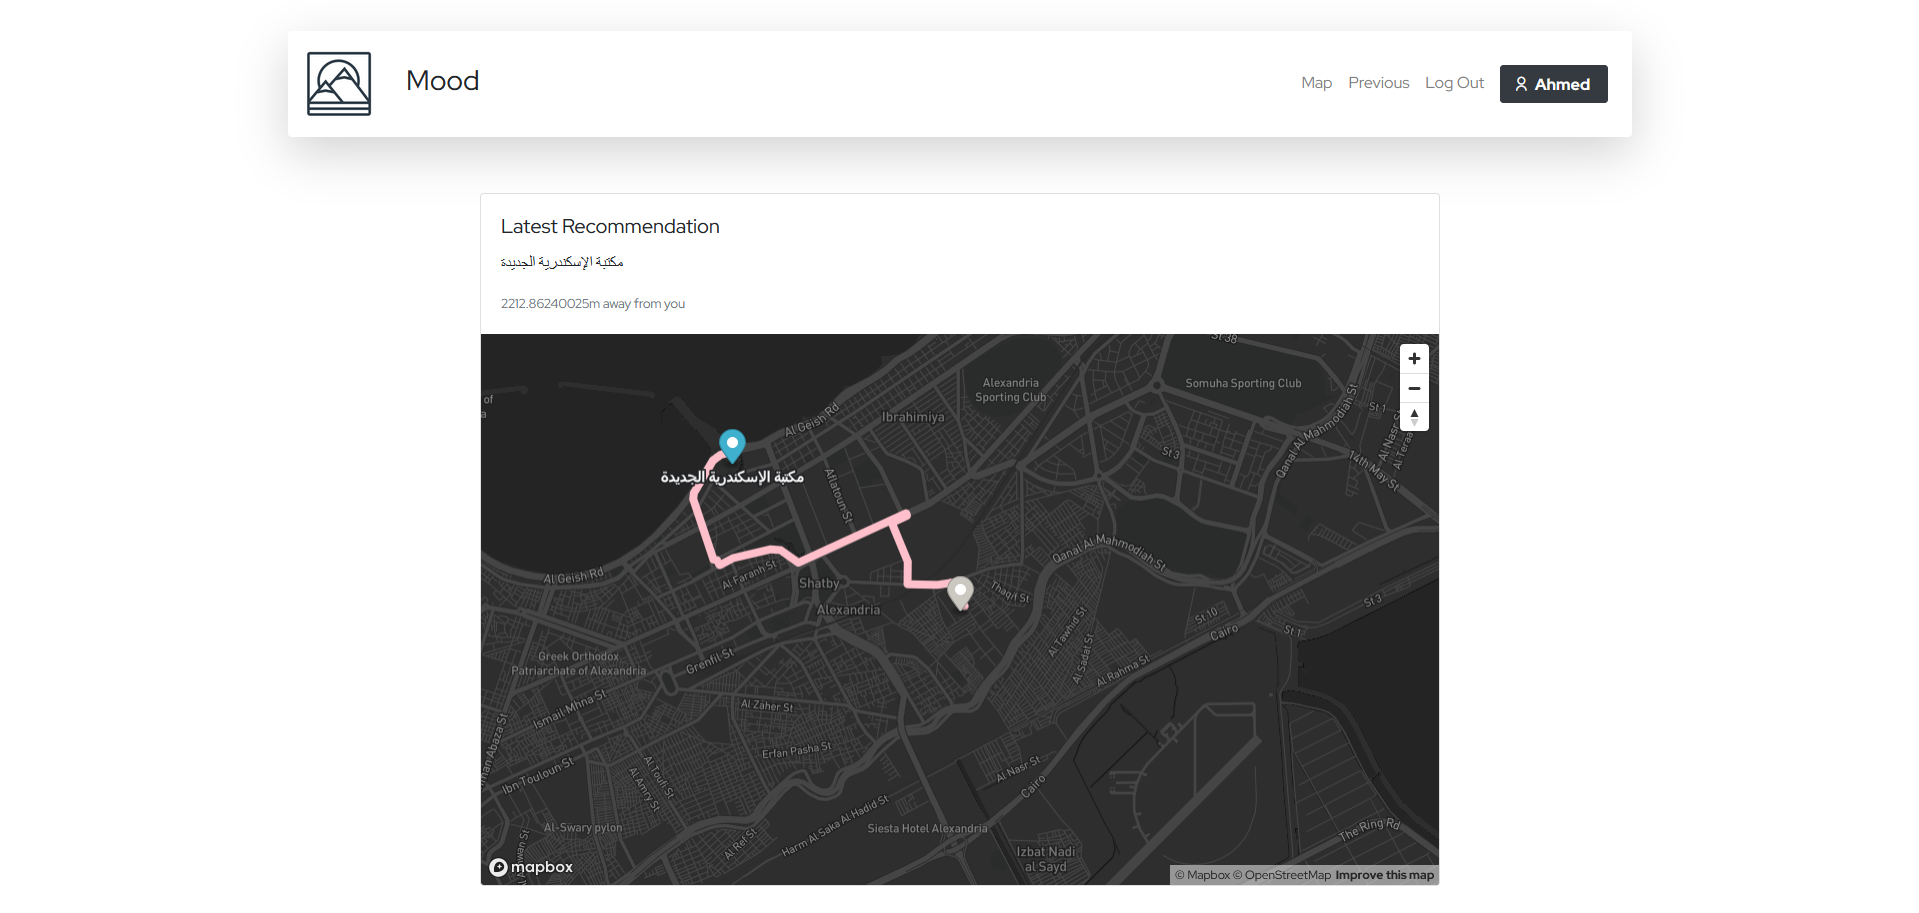 Mood
Map
Previous
Log Out
Ahmed
Latest Recommendation
مكتبة الإسكندرية الجديدة
2212.86240025m away from you
St 38
Alexandria
Sporting Club
Somuha Sporting Club
of
a
Ibrahimiya
Al Geish Rd
St 1
Al Nasr St
Al Teraa
Qanal Al Mahmodiah St
14th May St
St 3
مكتبة الإسكندرية الجديدة
Aflatoun St
Qanal Al Mahmodiah St
Al Geish Rd
Al Faranh St
Shatby
Thaqif St
Alexandria
St 10
St 3
Cairo
St 1
Al Tawhid St
Al Sadat St
Greek Orthodox
Patriarchate of Alexandria
Grenfil St
Al Rahma St
Ismail Mhna St
Al Zaher St
Erfan Pasha St
man Abaza St
Ibn Touloun St
Al Toufi St
Al Amry St
Al Nasr St
Cairo
Al-Swary pylon
Harm Al Saka Al Hadid St
Siesta Hotel Alexandria
The Ring Rd
Al Ref St
Izbat Nadi
al Sayd
wan St
mapbox
© Mapbox © OpenStreetMap Improve this map